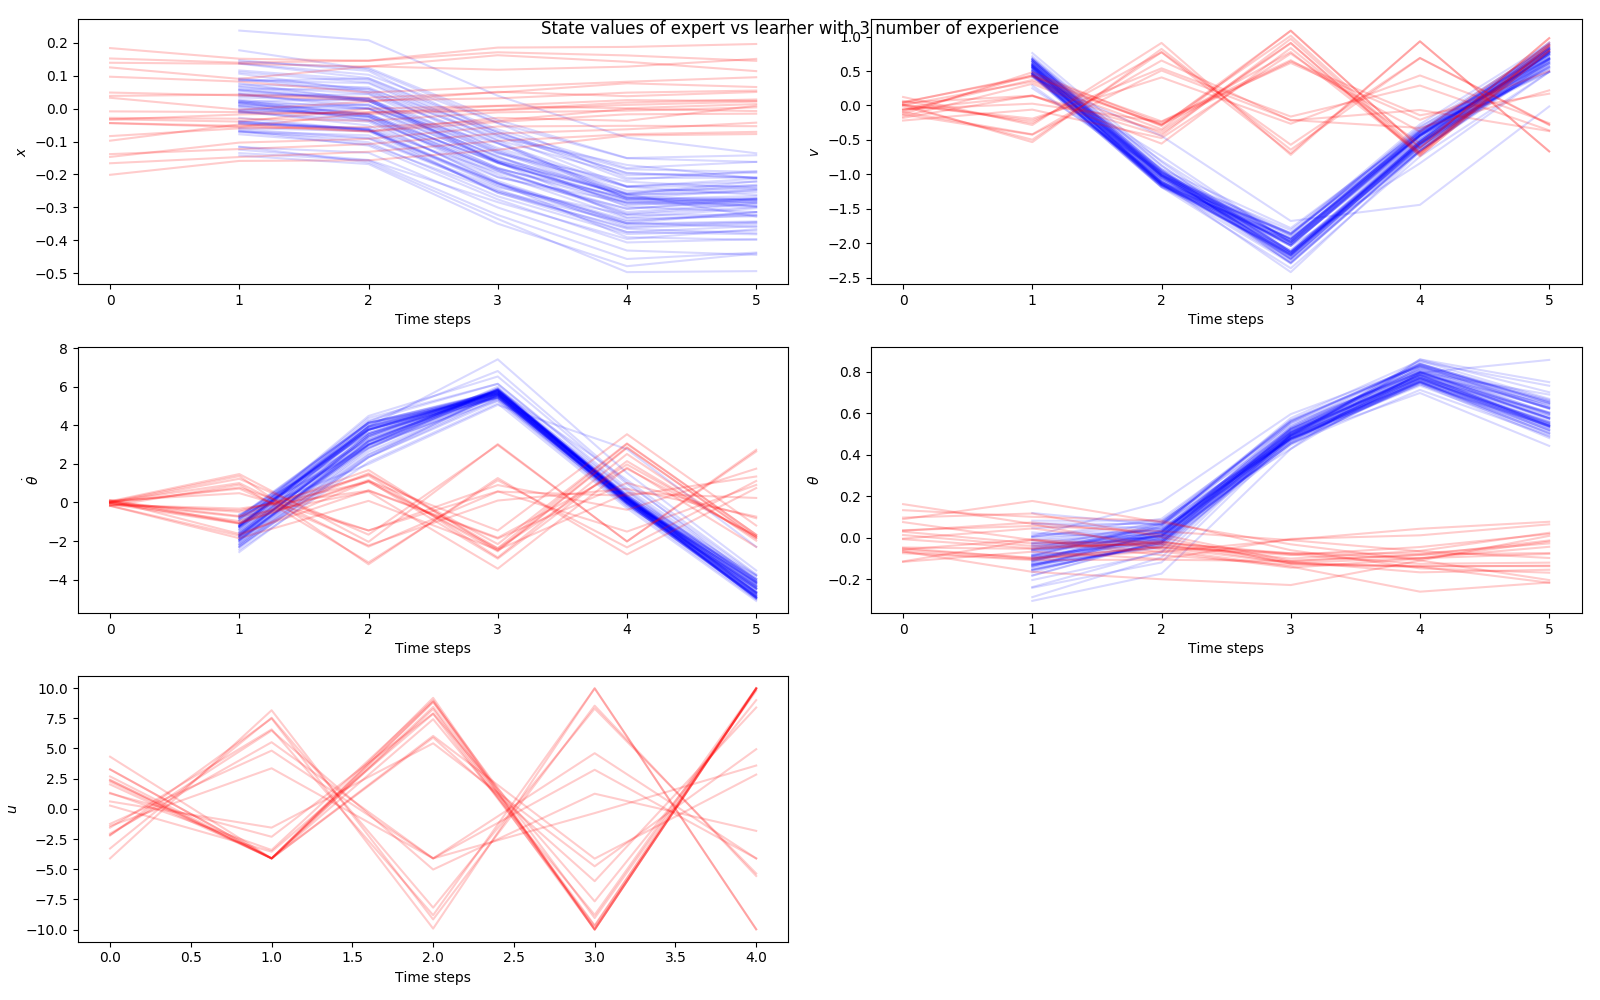 State values of expert vs learner with 3 number of experience
0.2
0.1
0.0
−0.1
−0.2
−0.3
−0.4
−0.5
x
0 1 2 3 4 5
Time steps
1.0
0.5
0.0
−0.5
−1.0
−1.5
−2.0
−2.5
v
0 1 2 3 4 5
Time steps
8
6
4
2
0
−2
−4
θ̇
0 1 2 3 4 5
Time steps
0.8
0.6
0.4
0.2
0.0
−0.2
θ
0 1 2 3 4 5
Time steps
10.0
7.5
5.0
2.5
0.0
−2.5
−5.0
−7.5
−10.0
u
0.0 0.5 1.0 1.5 2.0 2.5 3.0 3.5 4.0
Time steps